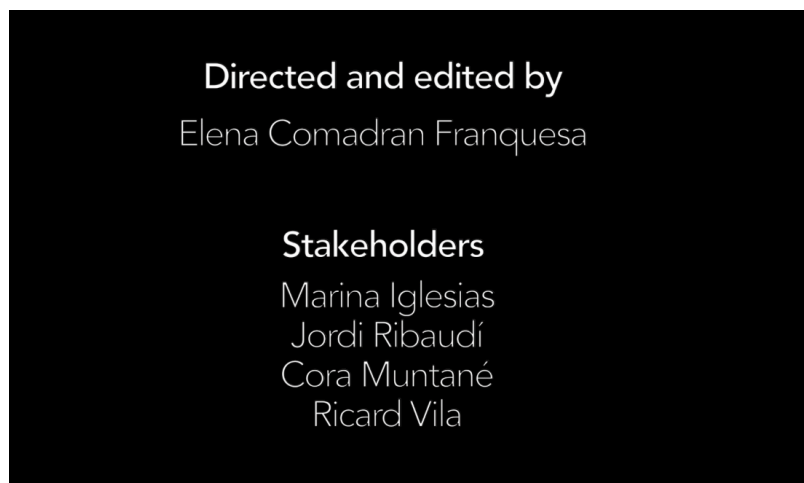 Directed and edited by
Elena Comadran Franquesa
Stakeholders
Marina Iglesias
Jordi Ribaudí
Cora Muntané
Ricard Vila